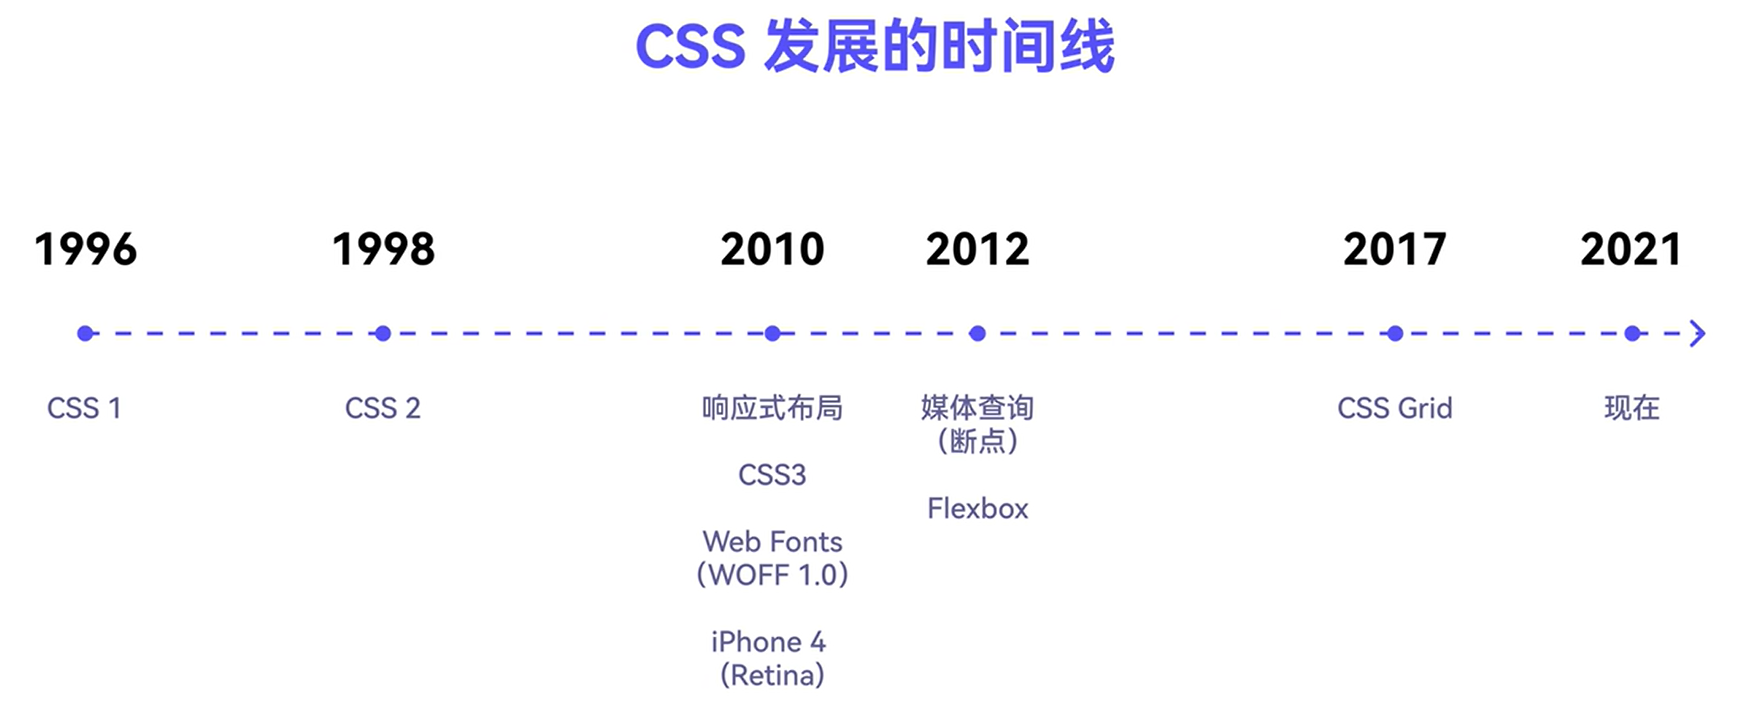 CSS 发展的时间线
1996
1998
2010
2012
2017
2021
CSS 1
CSS 2
响应式布局
CSS3
Web Fonts
(WOFF 1.0)
iPhone 4
(Retina)
媒体查询
（断点）
Flexbox
CSS Grid
现在